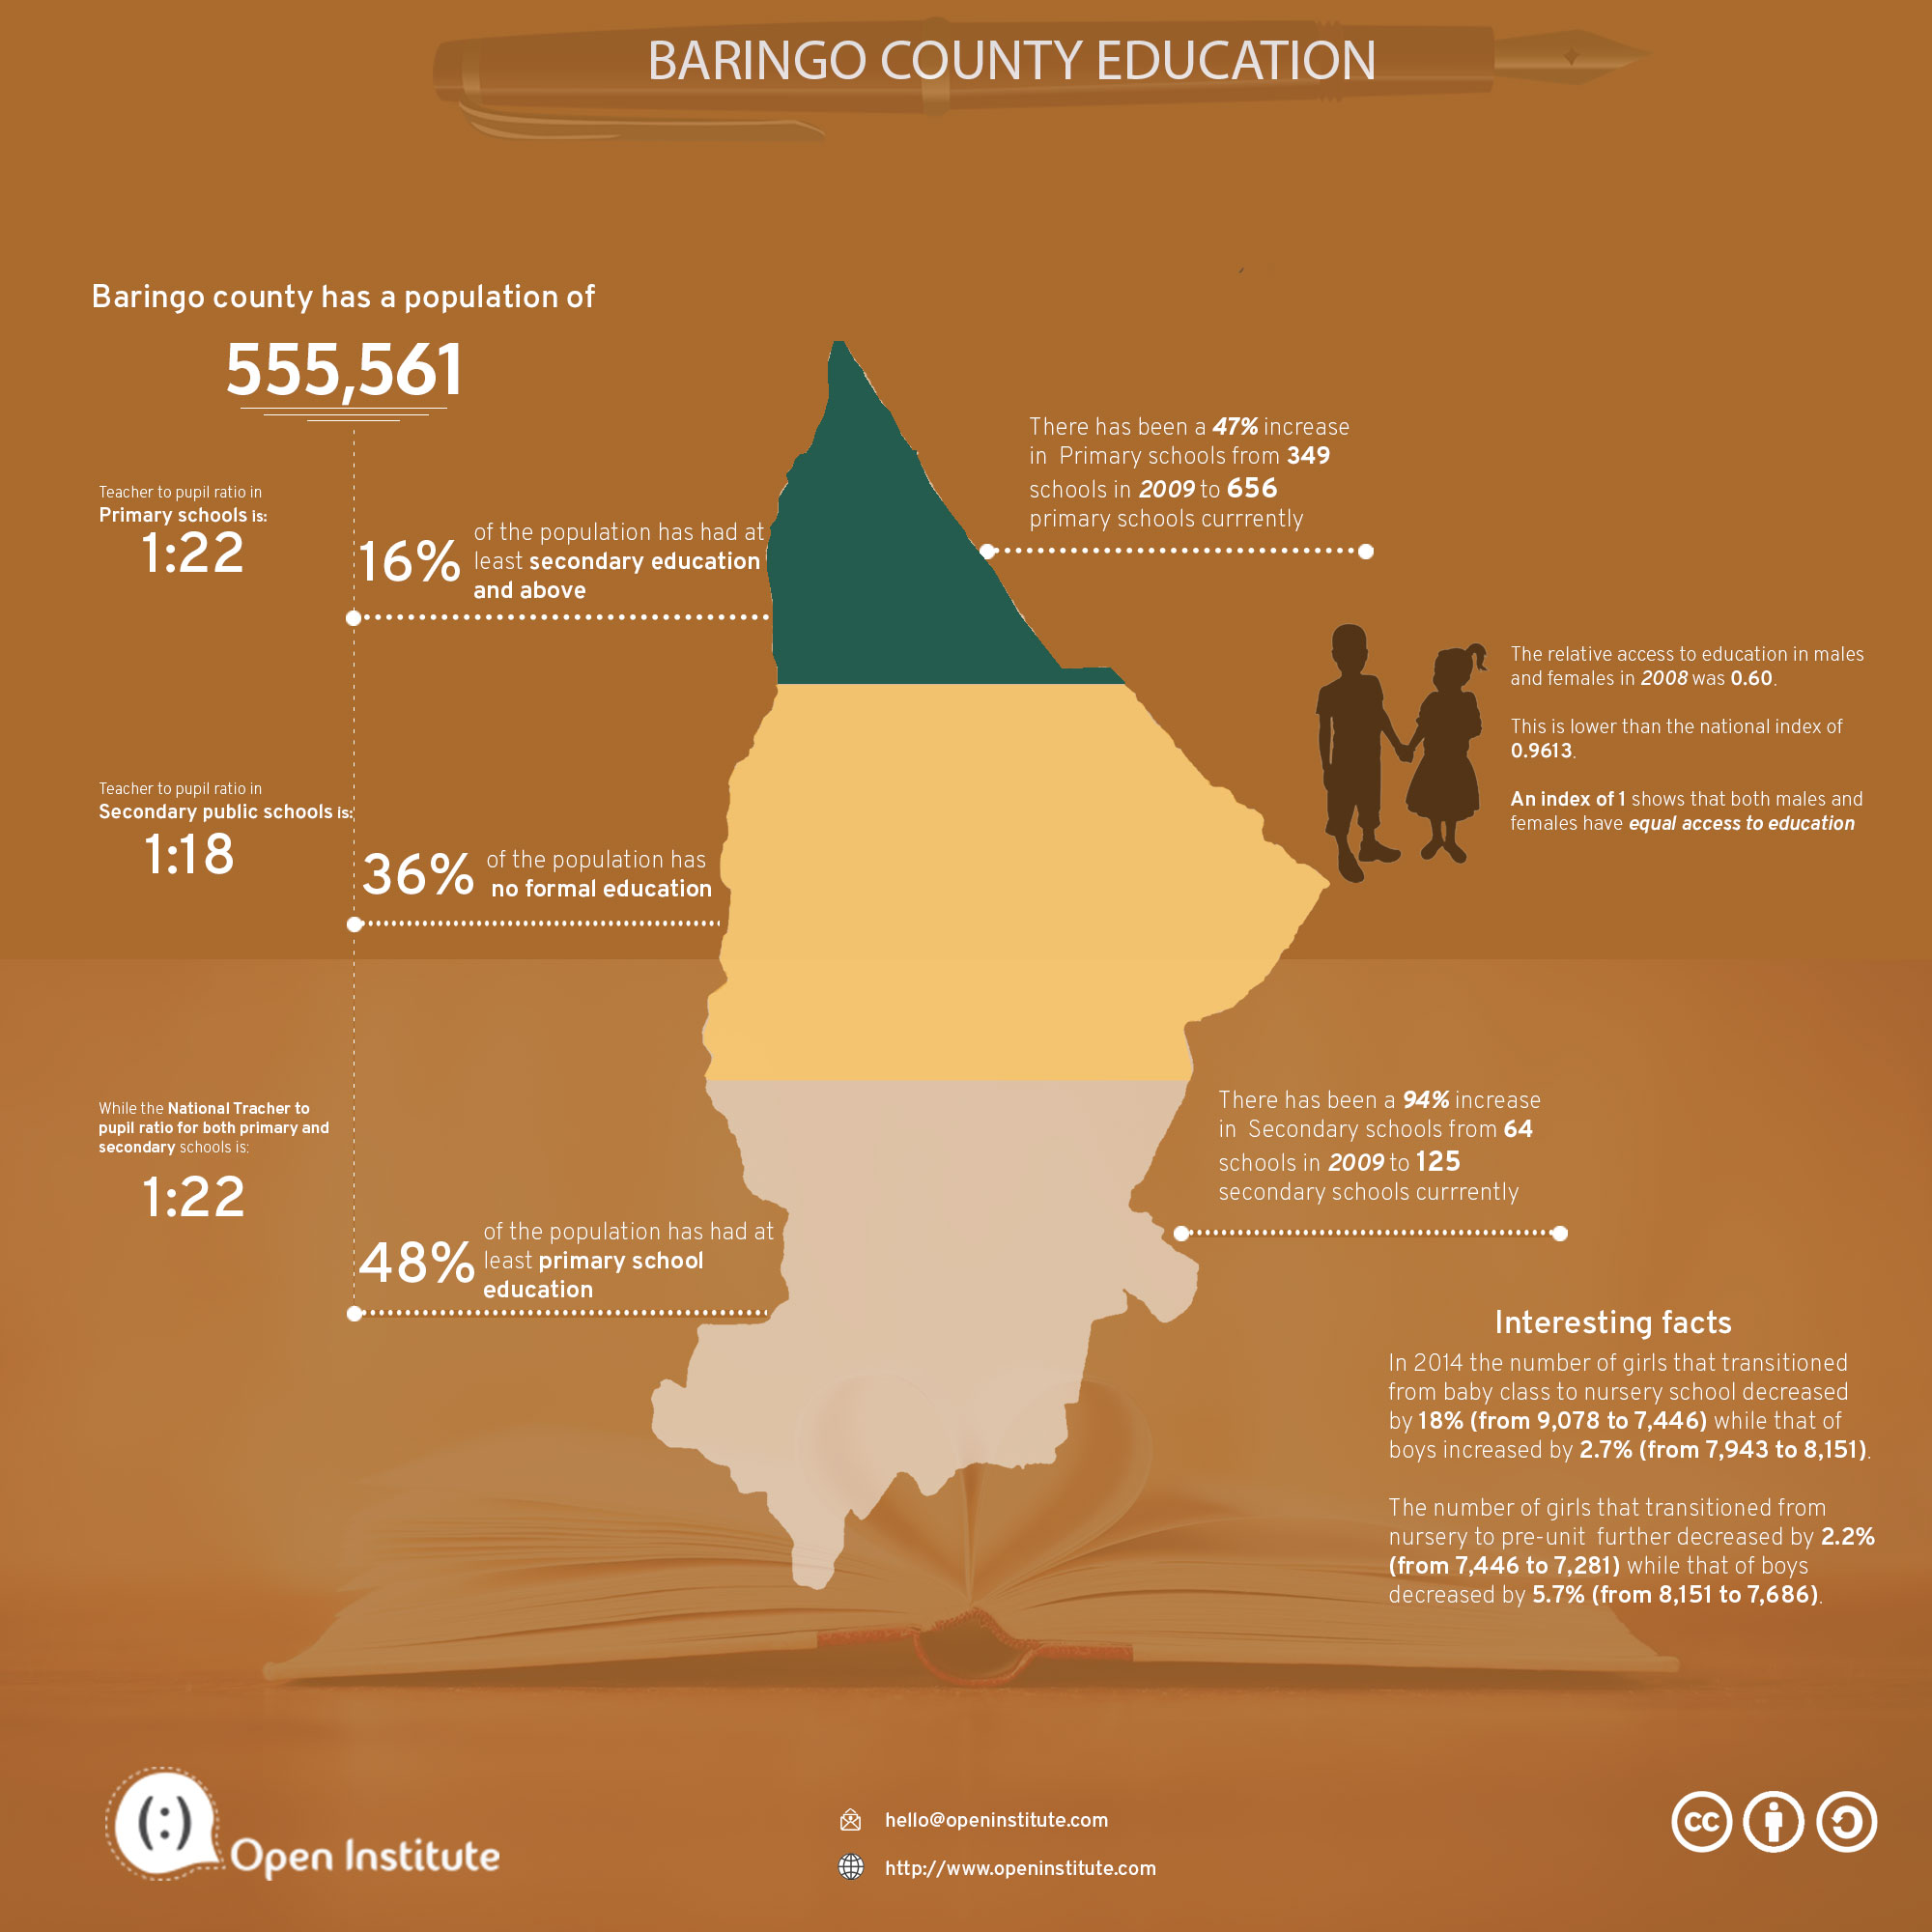 BARINGO COUNTY EDUCATION
Baringo county has a population of
555,561
Teacher to pupil ratio in
Primary schools is:
1:22
16%
of the population has had at
least secondary education
and above
There has been a 47% increase
in Primary schools from 349
schools in 2009 to 656
primary schools currrently
The relative access to education in males
and females in 2008 was 0.60.
This is lower than the national index of
0.9613.
An index of 1 shows that both males and
females have equal access to education
Teacher to pupil ratio in
Secondary public schools is:
1:18
36%
of the population has
no formal education
While the National Tracher to
pupil ratio for both primary and
secondary schools is:
1:22
48%
of the population has had at
least primary school
education
There has been a 94% increase
in Secondary schools from 64
schools in 2009 to 125
secondary schools currrently
Interesting facts
In 2014 the number of girls that transitioned
from baby class to nursery school decreased
by 18% (from 9,078 to 7,446) while that of
boys increased by 2.7% (from 7,943 to 8,151).
The number of girls that transitioned from
nursery to pre-unit further decreased by 2.2%
(from 7,446 to 7,281) while that of boys
decreased by 5.7% (from 8,151 to 7,686).
(:)
Open Institute
hello@openinstitute.com
http://www.openinstitute.com
cc